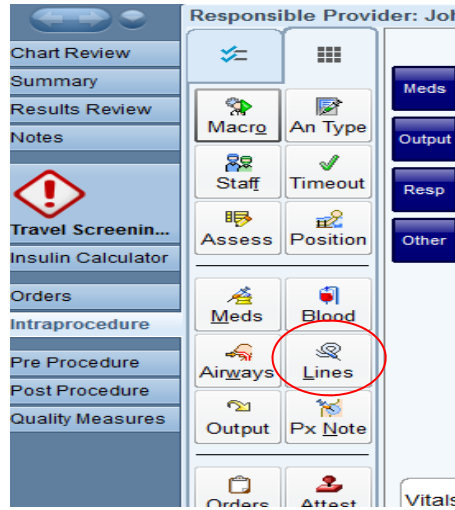 Responsible Provider: Joh
Chart Review
Summary
Results Review
Notes
Travel Screenin...
Insulin Calculator
Orders
Intraprocedure
Pre Procedure
Post Procedure
Quality Measures
Macro
An Type
Staff
Timeout
Assess
Position
Meds
Blood
Airways
Lines
Output
Px Note
Orders
Attest
Meds
Output
Resp
Other
Vitals